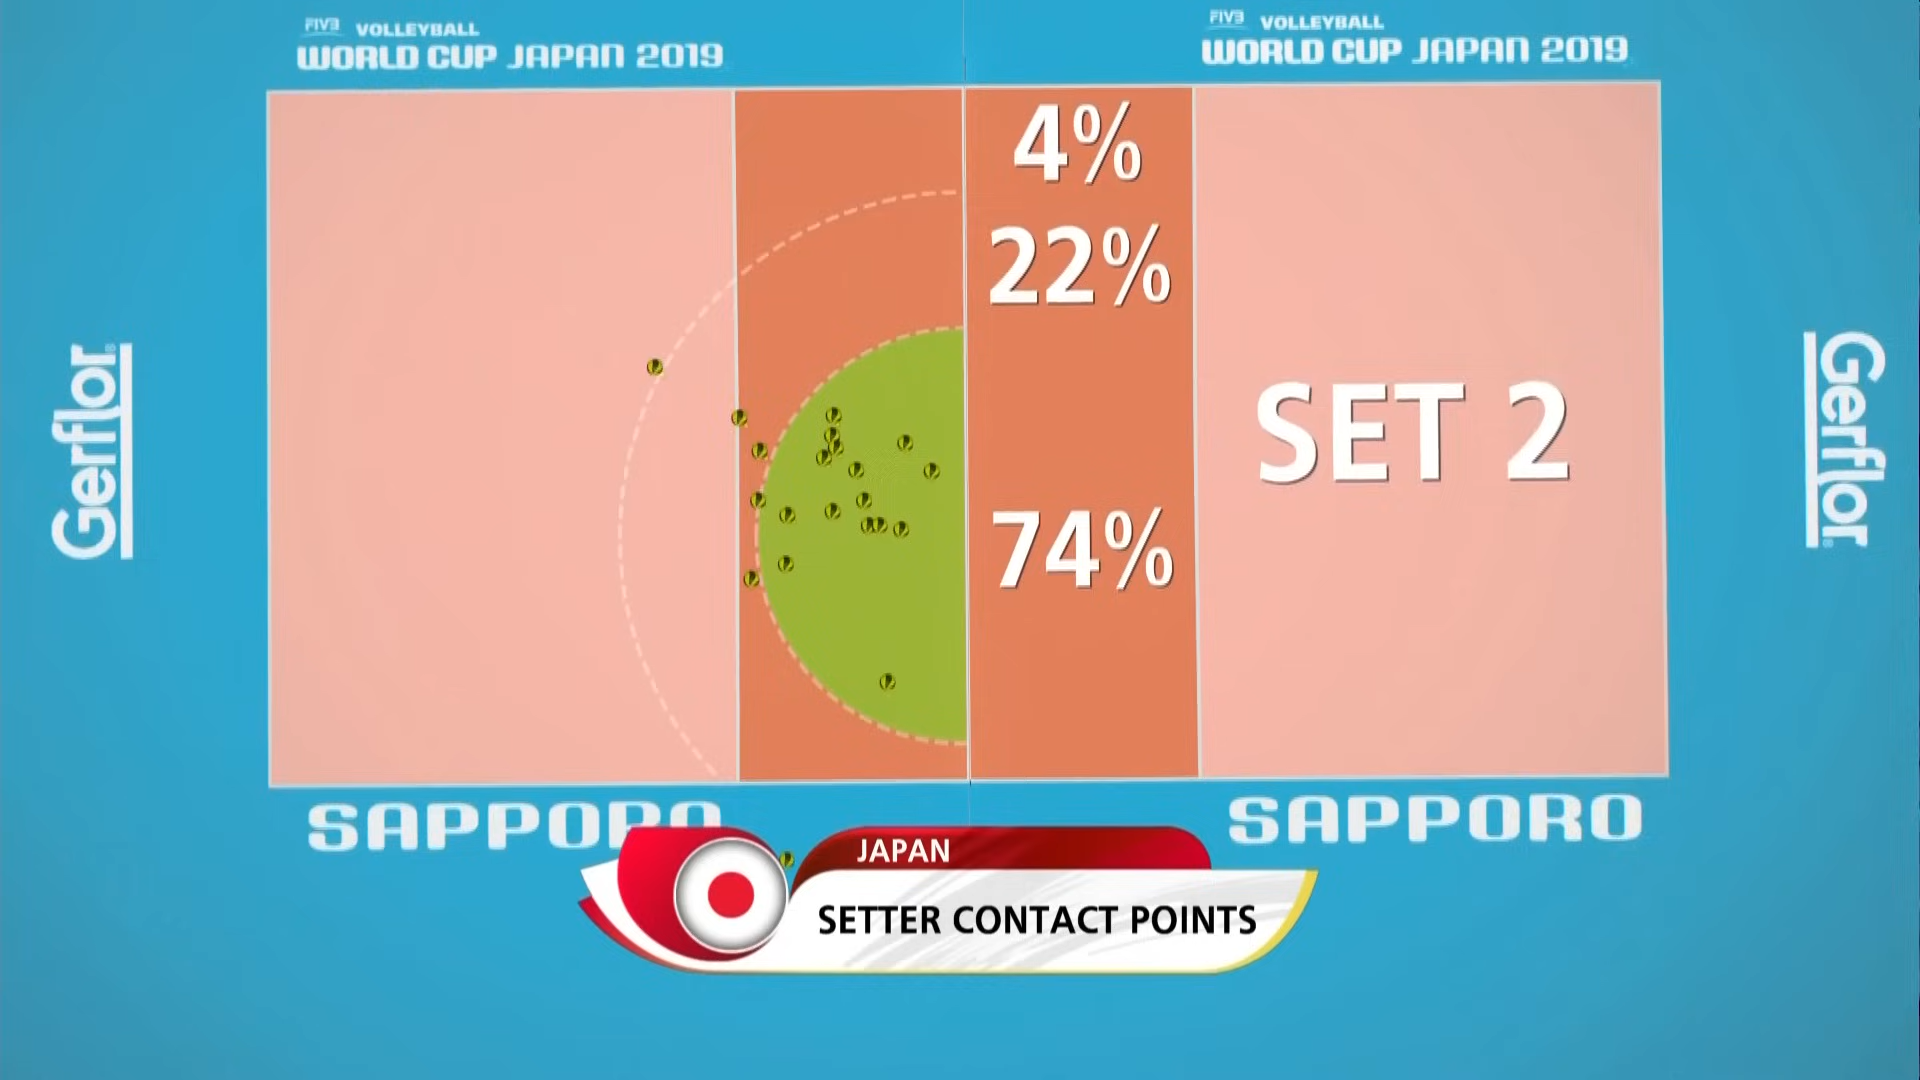 FIVB VOLLEYBALL
WORLD CUP JAPAN 2019
FIVB VOLLEYBALL
WORLD CUP JAPAN 2019
4%
22%
74%
SET 2
Gerflor®
Gerflor®
SAPPORO
SAPPORO
JAPAN
SETTER CONTACT POINTS